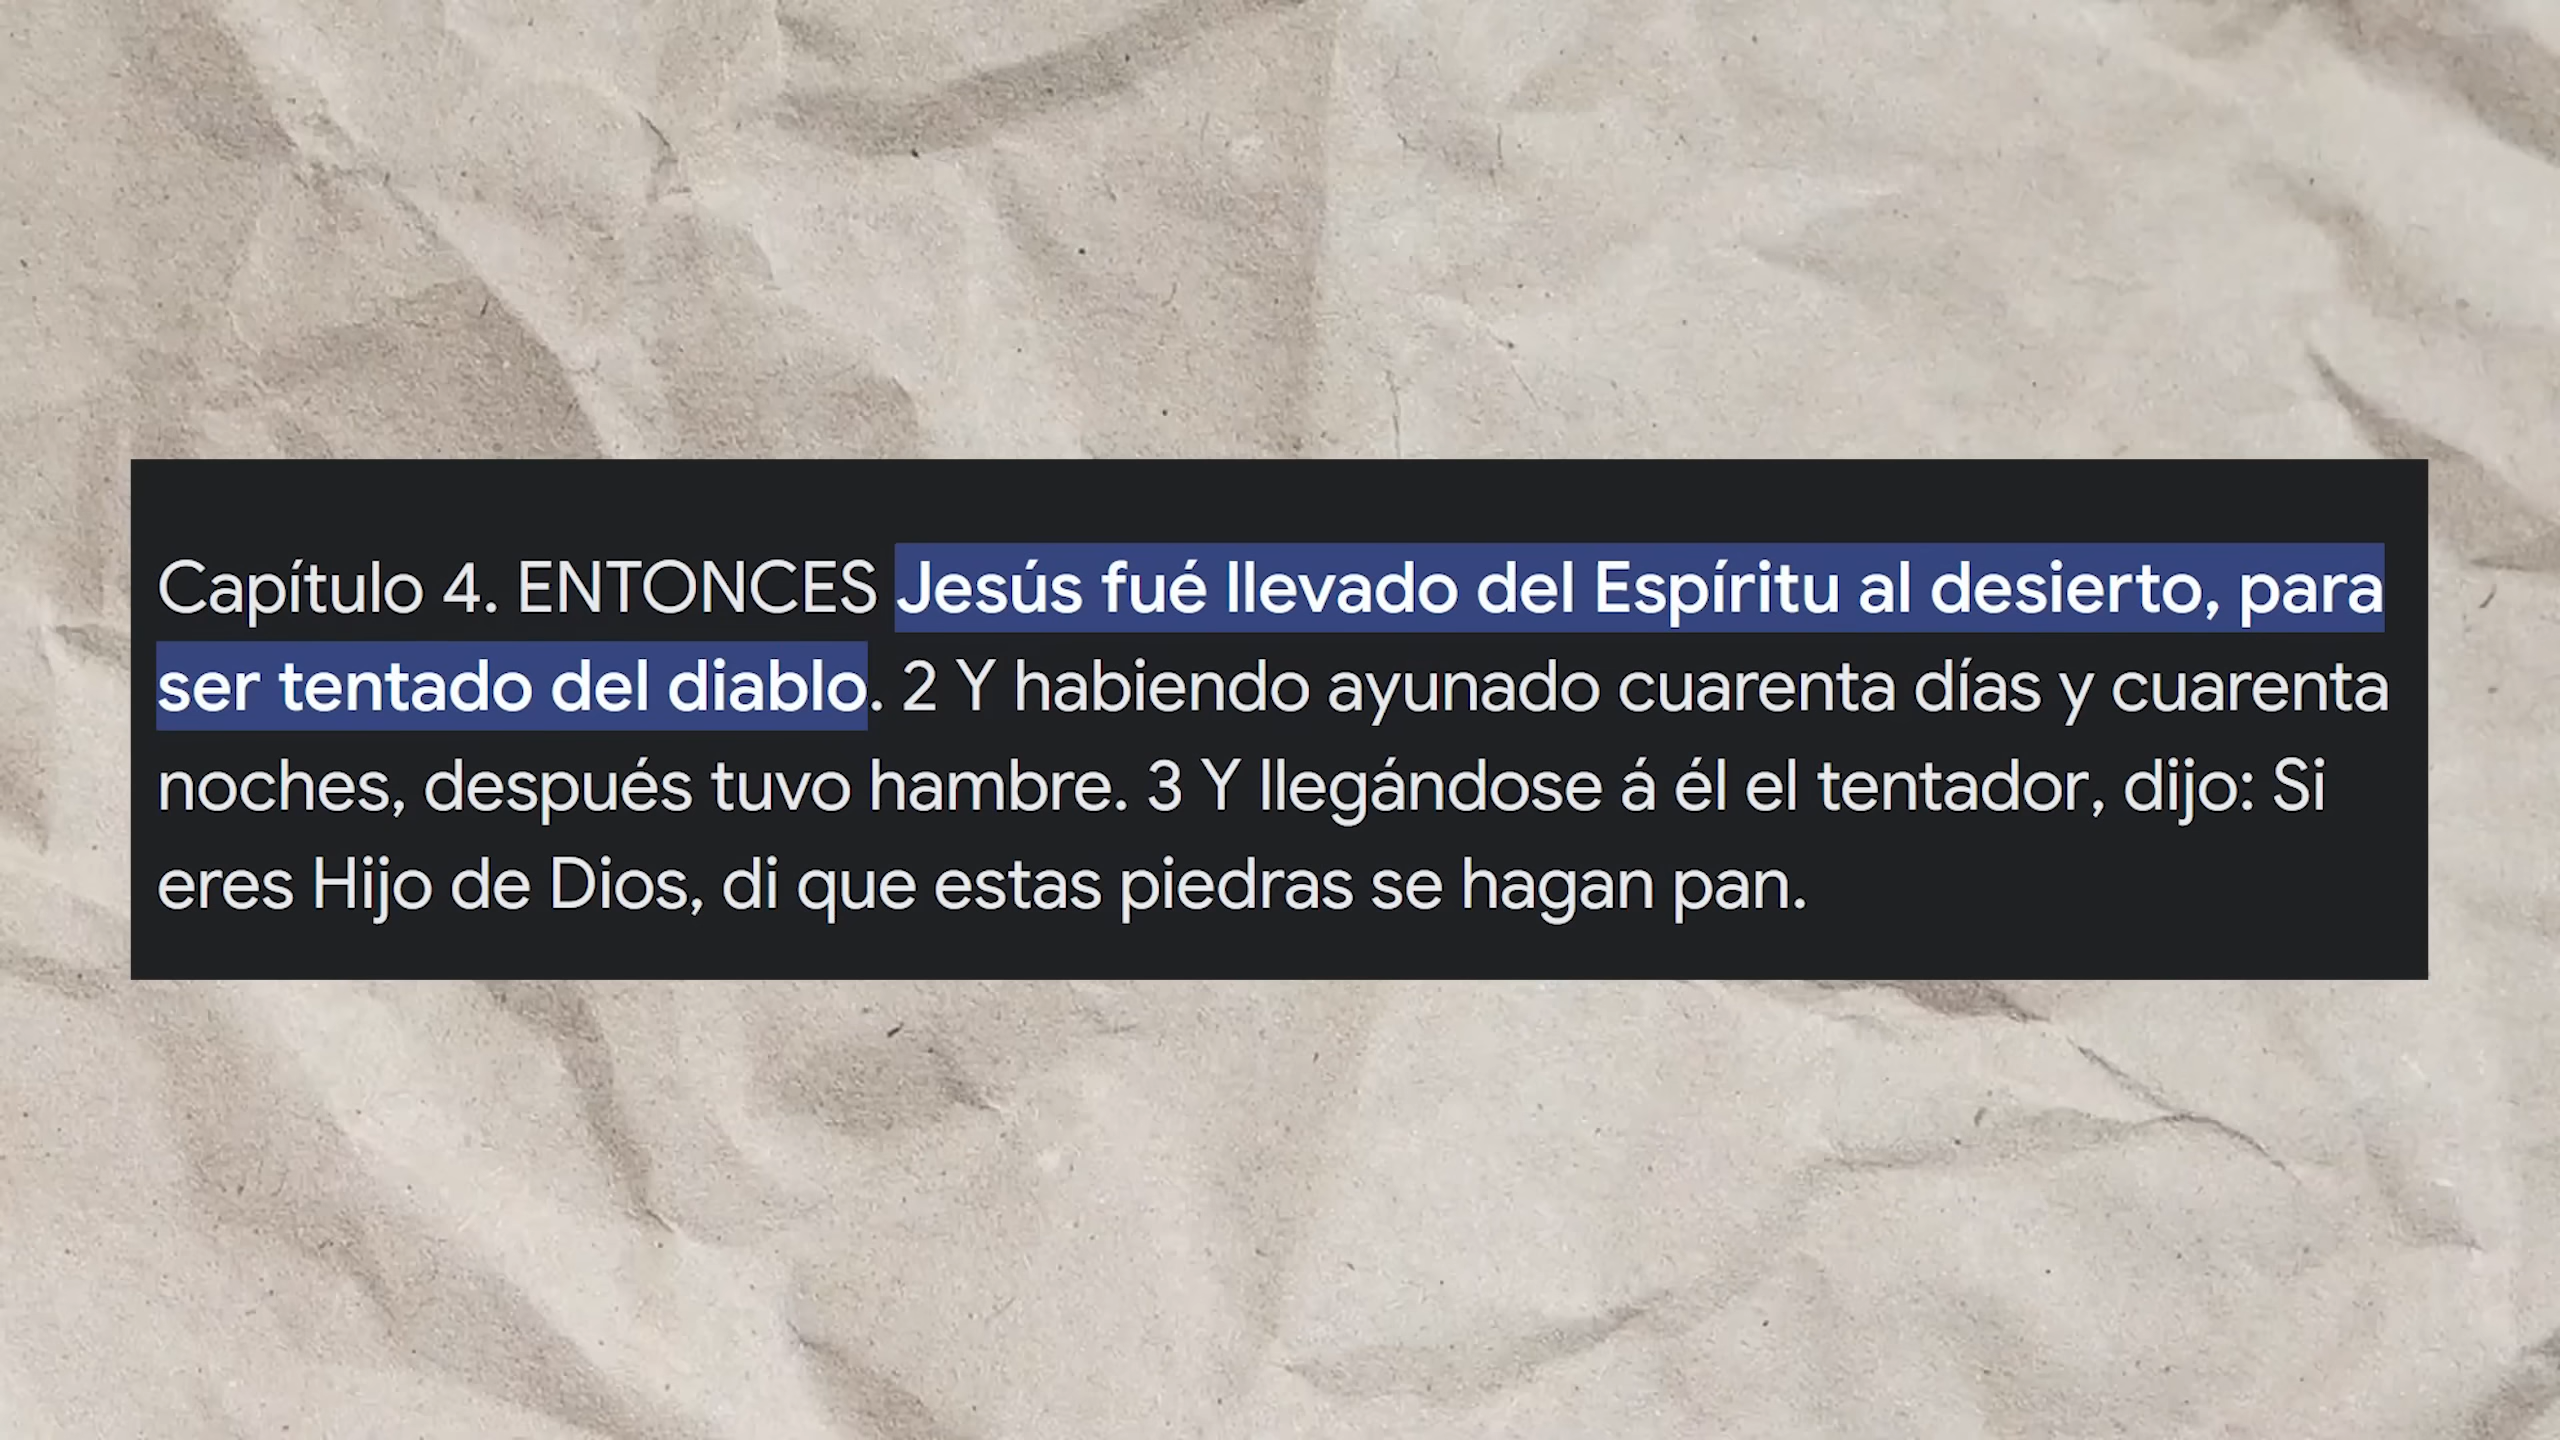 Capítulo 4. ENTONCES Jesús fué llevado del Espíritu al desierto, para
ser tentado del diablo. 2 Y habiendo ayunado cuarenta días y cuarenta
noches, después tuvo hambre. 3 Y llegándose á él el tentador, dijo: Si
eres Hijo de Dios, di que estas piedras se hagan pan.